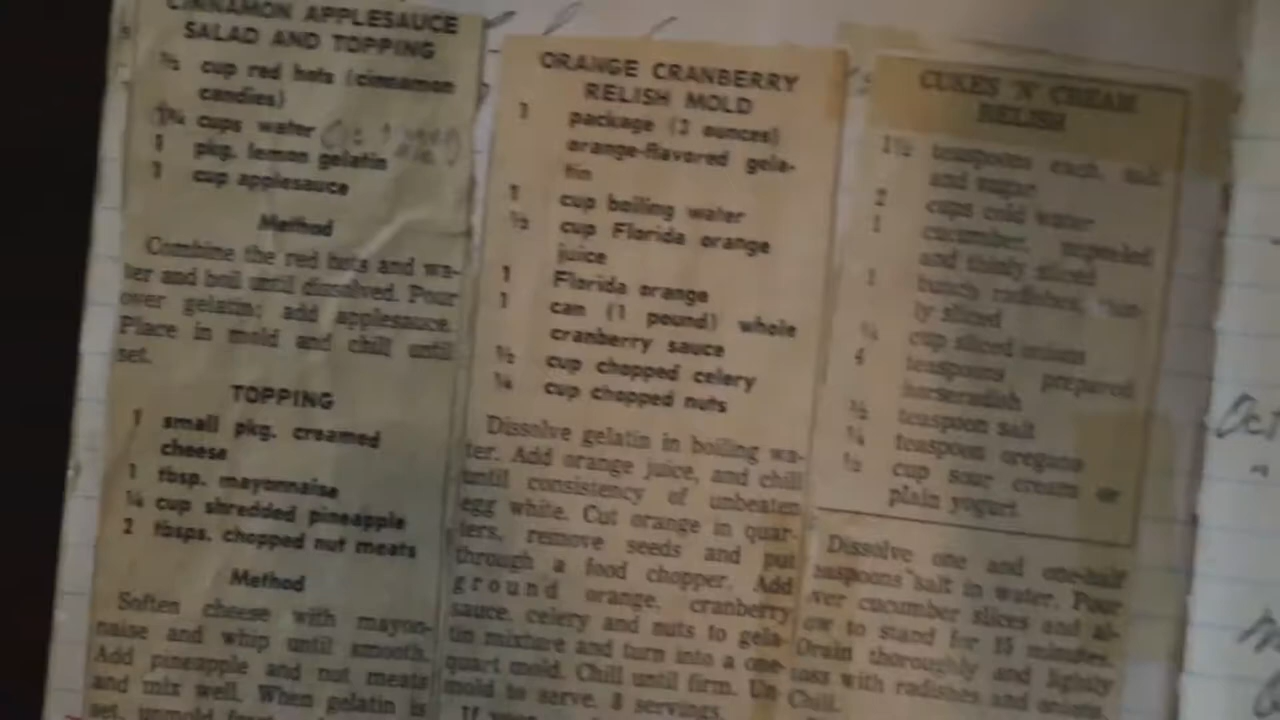 CINNAMON APPLESAUCE
SALAD AND TOPPING
cup red hots (cinnamon
candies)
cups water
1 pkg. lemon gelatin
1 cup applesauce
Method
Combine the red hots and wa-
ter and boil until dissolved. Pour
over gelatin; add applesauce.
Place in mold and chill until
set.
TOPPING
1 small pkg. creamed
cheese
1 tbsp. mayonnaise
¼ cup shredded pineapple
2 tbsps. chopped nut meats
Method
Soften cheese with mayon-
naise and whip until smooth.
Add pineapple and nut meats
and mix well. When gelatin is
set, unmold
ORANGE CRANBERRY
RELISH MOLD
1 package (3 ounces)
orange-flavored gela-
tin
1 cup boiling water
½ cup Florida orange
juice
1 Florida orange
1 can (1 pound) whole
cranberry sauce
½ cup chopped celery
¼ cup chopped nuts
Dissolve gelatin in boiling wa-
ter. Add orange juice, and chill
until consistency of unbeaten
egg white. Cut orange in quar-
ters, remove seeds and put
through a food chopper. Add
ground orange, cranberry
sauce, celery and nuts to gela-
tin mixture and turn into a one-
quart mold. Chill until firm. Un-
mold to serve. 8 servings.
CUKES 'N' CREAM
RELISH
1½ teaspoons each, salt
and sugar
2 cups cold water
1 cucumber, unpeeled
and thinly sliced
1 bunch radishes, thin-
ly sliced
cup sliced onions
4 teaspoons prepared
horseradish
½ teaspoon salt
¼ teaspoon oregano
½ cup sour cream or
plain yogurt
Dissolve one and one-half
teaspoons salt in water. Pour
over cucumber slices and al-
low to stand for 15 minutes.
Drain thoroughly and lightly
toss with radishes and onions.
Chill.